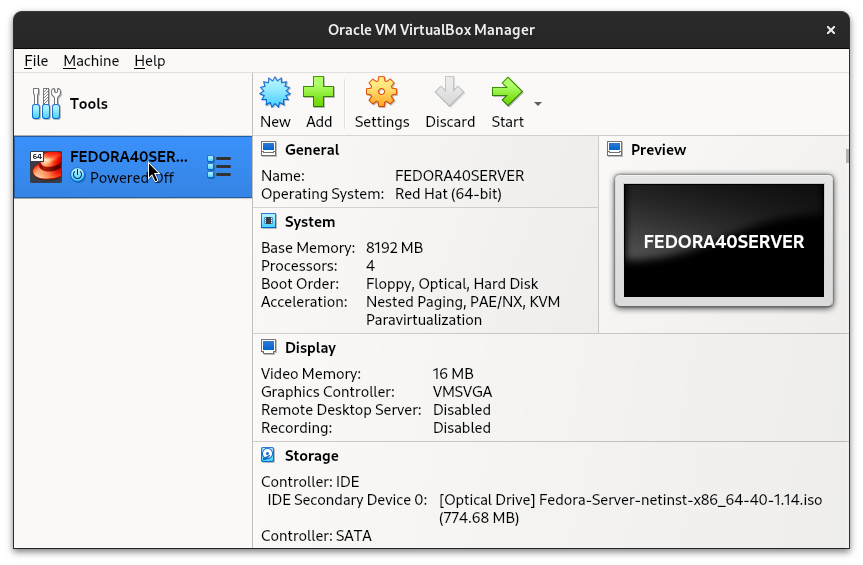 Oracle VM VirtualBox Manager
File Machine Help
Tools
New Add Settings Discard Start
64
FEDORA40SER...
Powered Off
General
Name: FEDORA40SERVER
Operating System: Red Hat (64-bit)
System
Base Memory: 8192 MB
Processors: 4
Boot Order: Floppy, Optical, Hard Disk
Acceleration: Nested Paging, PAE/NX, KVM
Paravirtualization
Preview
FEDORA40SERVER
Display
Video Memory: 16 MB
Graphics Controller: VMSVGA
Remote Desktop Server: Disabled
Recording: Disabled
Storage
Controller: IDE
IDE Secondary Device 0: [Optical Drive] Fedora-Server-netinst-x86_64-40-1.14.iso
(774.68 MB)
Controller: SATA